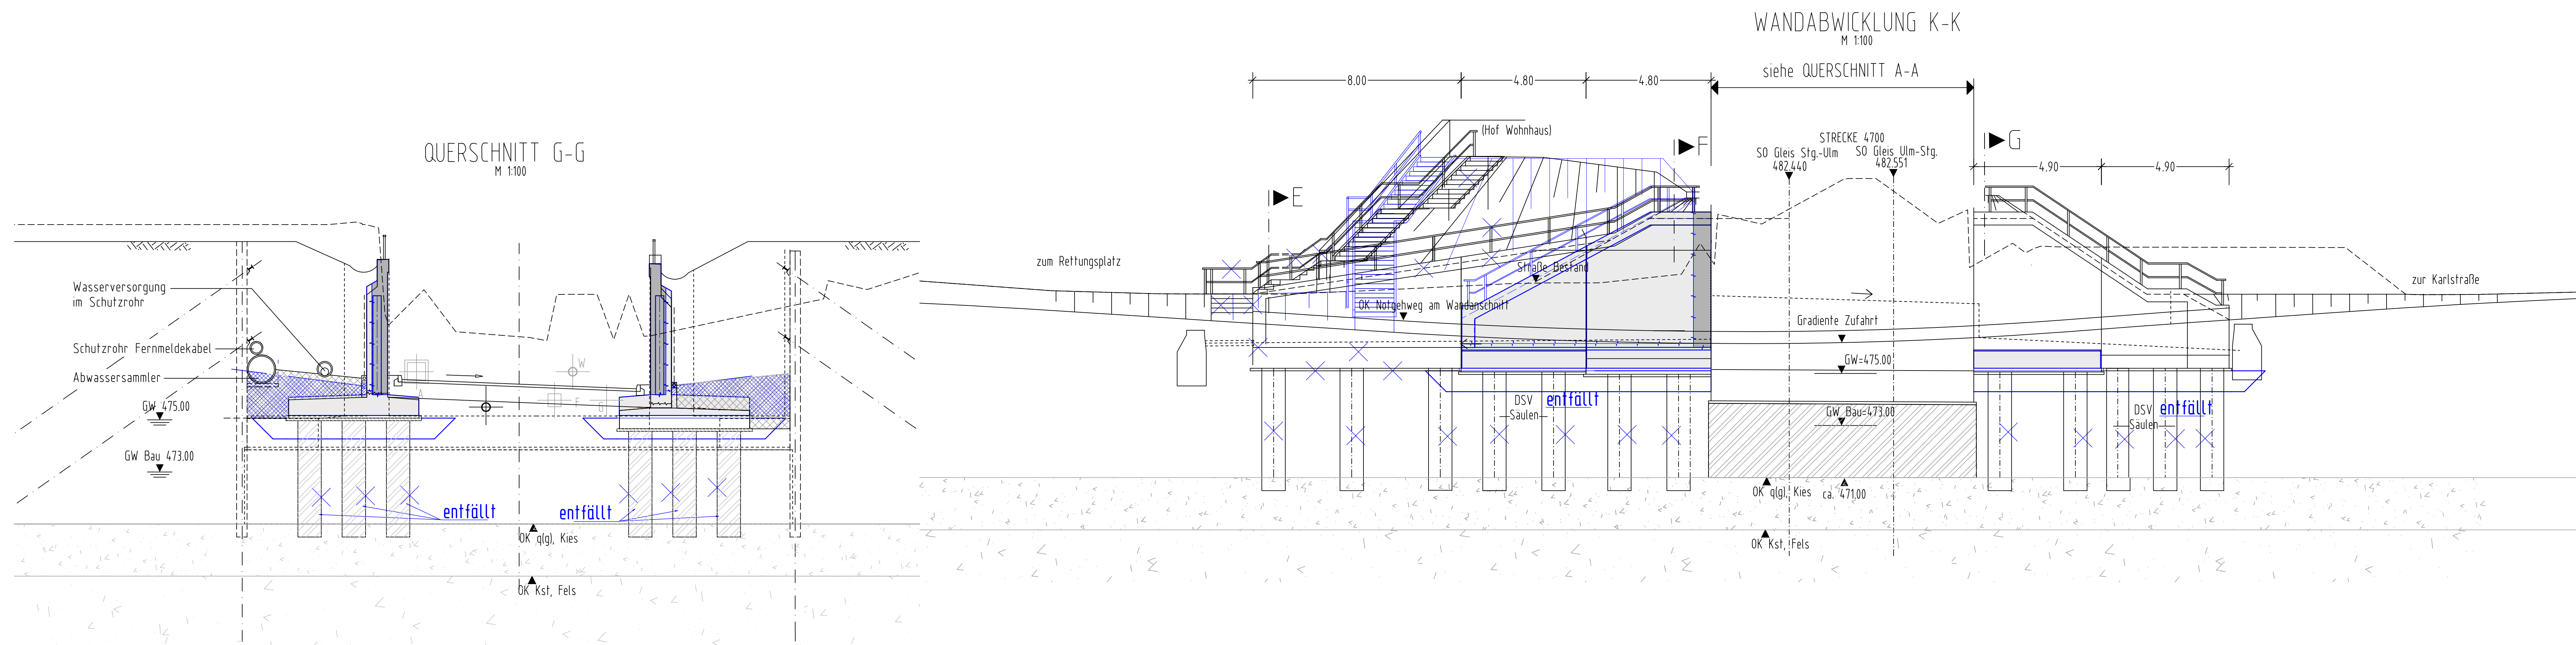 QUERSCHNITT G-G
M 1:100
Wasserversorgung
im Schutzrohr
Schutzrohr Fernmeldekabel
Abwassersammler
GW 475.00
GW Bau 473.00
A
W
F
G
entfällt
entfällt
OK q(g), Kies
OK Kst, Fels
WANDABWICKLUNG K-K
M 1:100
siehe QUERSCHNITT A-A
8.00
4.80
4.80
(Hof Wohnhaus)
F
G
E
STRECKE 4700
SO Gleis Stg.-Ulm
482.440
SO Gleis Ulm-Stg.
482.551
4.90
4.90
zum Rettungsplatz
Straße Bestand
OK Notgehweg am Wandanschnitt
zur Karlstraße
Gradiente Zufahrt
GW=475.00
DSV
Säulen
entfällt
GW Bau=473.00
DSV
Säulen
entfällt
OK q(g), Kies
ca. 471.00
OK Kst, Fels